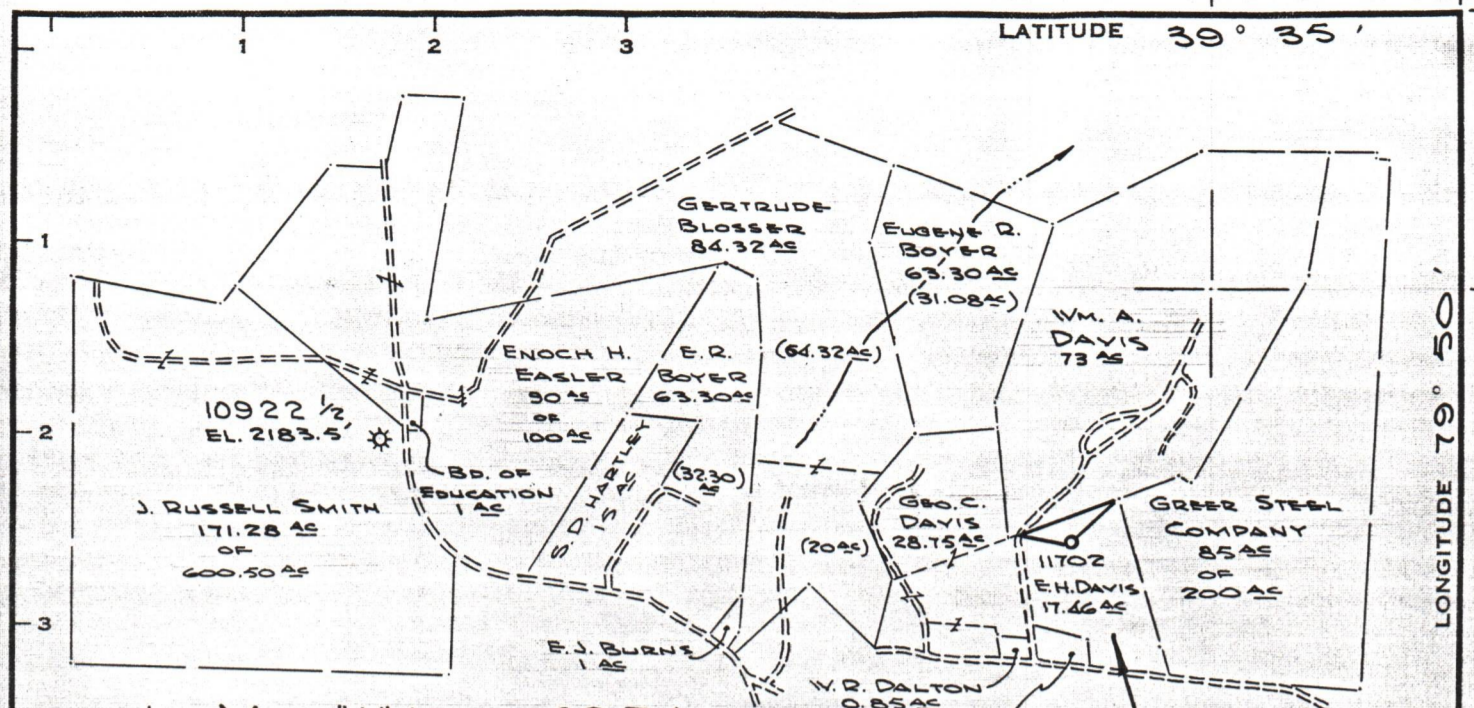 LATITUDE 39° 35'
1 2 3
GERTRUDE
BLOSSER
84.32 AC
EUGENE R.
BOYER
63.30 AC
(31.08 AC)
1
LONGITUDE 79° 50'
WM. A.
DAVIS
73 AC
ENOCH H.
EAGLE
90 AC
OF
100 AC
E.R.
BOYER
63.30 AC
(64.32 AC)
10922 1/2
EL. 2183.5'
2
BD. OF
EDUCATION
1 AC
15 AC
(32.30)
AC
J. RUSSELL SMITH
171.28 AC
OF
600.50 AC
(20 AC)
GEO. C.
DAVIS
28.75 AC
11702
E.I. DAVIS
17.46 AC
GREER STEEL
COMPANY
85 AC
OF
200 AC
3
E.J. BURNS
1 AC
W.R. DALTON
0.85 AC